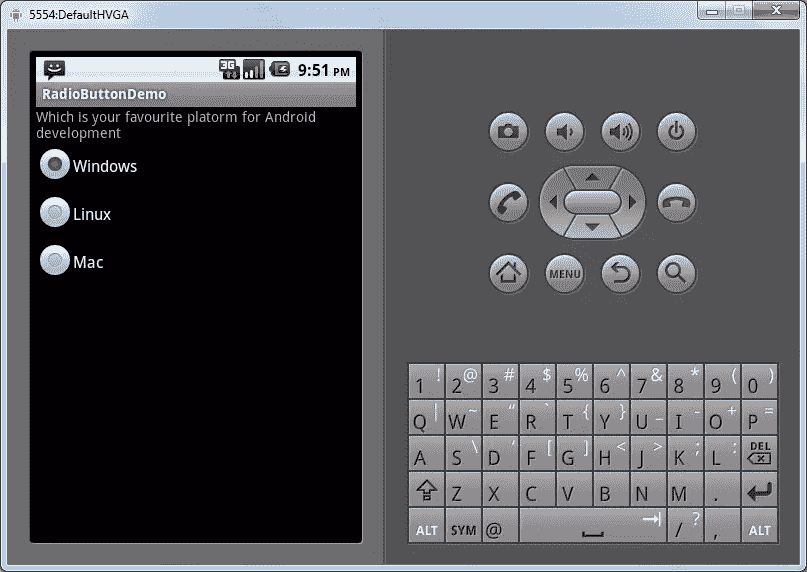 5554:DefaultHVGA
3G
9:51 PM
RadioButtonDemo
Which is your favourite platorm for Android
development
Windows
Linux
Mac
MENU
1 ! 2 @ 3 # 4 $ 5 % 6 ^ 7 & 8 * 9 ( 0 )
Q | W ~ E “ R ` T { Y } U _ I - O + P =
A S \ D ' F [ G ] H < J > K ; L : DEL
Z X C V B N M .
ALT SYM @ / ? , ALT